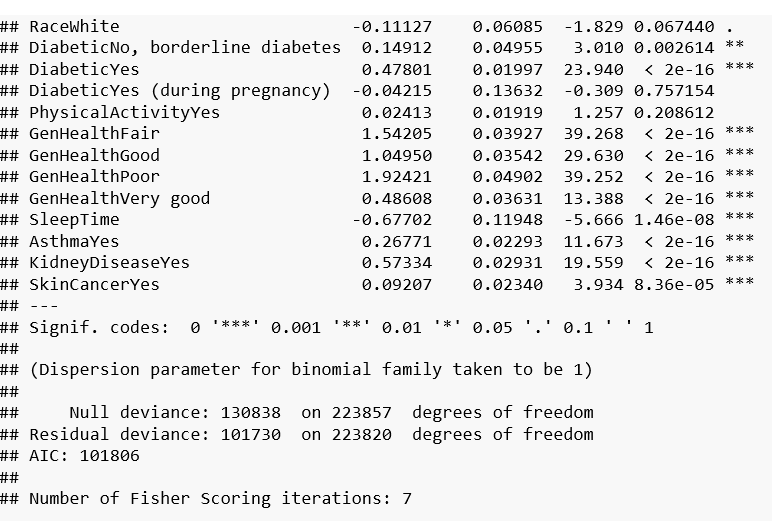 ## RaceWhite                       -0.11127    0.06085  -1.829 0.067440 .
## DiabeticNo, borderline diabetes  0.14912    0.04955   3.010 0.002614 **
## DiabeticYes                      0.47801    0.01997  23.940  < 2e-16 ***
## DiabeticYes (during pregnancy)  -0.04215    0.13632  -0.309 0.757154
## PhysicalActivityYes              0.02413    0.01919   1.257 0.208612
## GenHealthFair                    1.54205    0.03927  39.268  < 2e-16 ***
## GenHealthGood                    1.04950    0.03542  29.630  < 2e-16 ***
## GenHealthPoor                    1.92421    0.04902  39.252  < 2e-16 ***
## GenHealthVery good               0.48608    0.03631  13.388  < 2e-16 ***
## SleepTime                       -0.67702    0.11948  -5.666 1.46e-08 ***
## AsthmaYes                        0.26771    0.02293  11.673  < 2e-16 ***
## KidneyDiseaseYes                 0.57334    0.02931  19.559  < 2e-16 ***
## SkinCancerYes                    0.09207    0.02340   3.934 8.36e-05 ***
## ---
## Signif. codes:  0 '***' 0.001 '**' 0.01 '*' 0.05 '.' 0.1 ' ' 1
##
## (Dispersion parameter for binomial family taken to be 1)
##
##     Null deviance: 130838  on 223857  degrees of freedom
## Residual deviance: 101730  on 223820  degrees of freedom
## AIC: 101806
##
## Number of Fisher Scoring iterations: 7